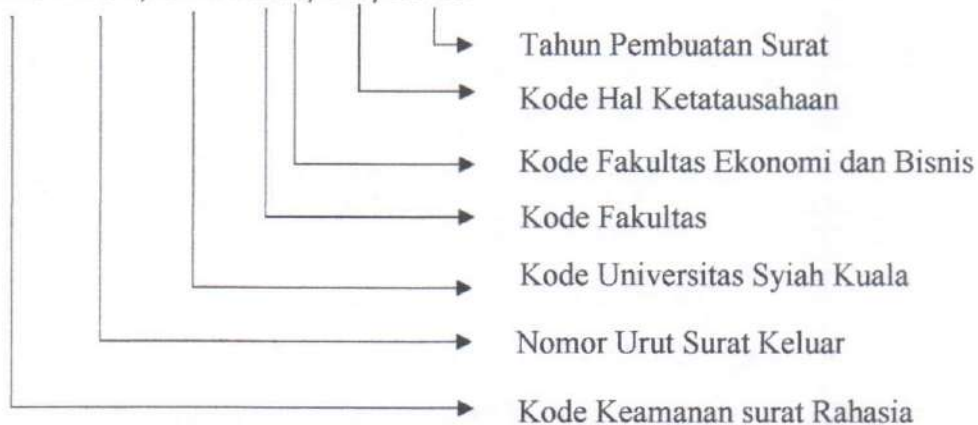 Tahun Pembuatan Surat
Kode Hal Ketatausahaan
Kode Fakultas Ekonomi dan Bisnis
Kode Fakultas
Kode Universitas Syiah Kuala
Nomor Urut Surat Keluar
Kode Keamanan surat Rahasia